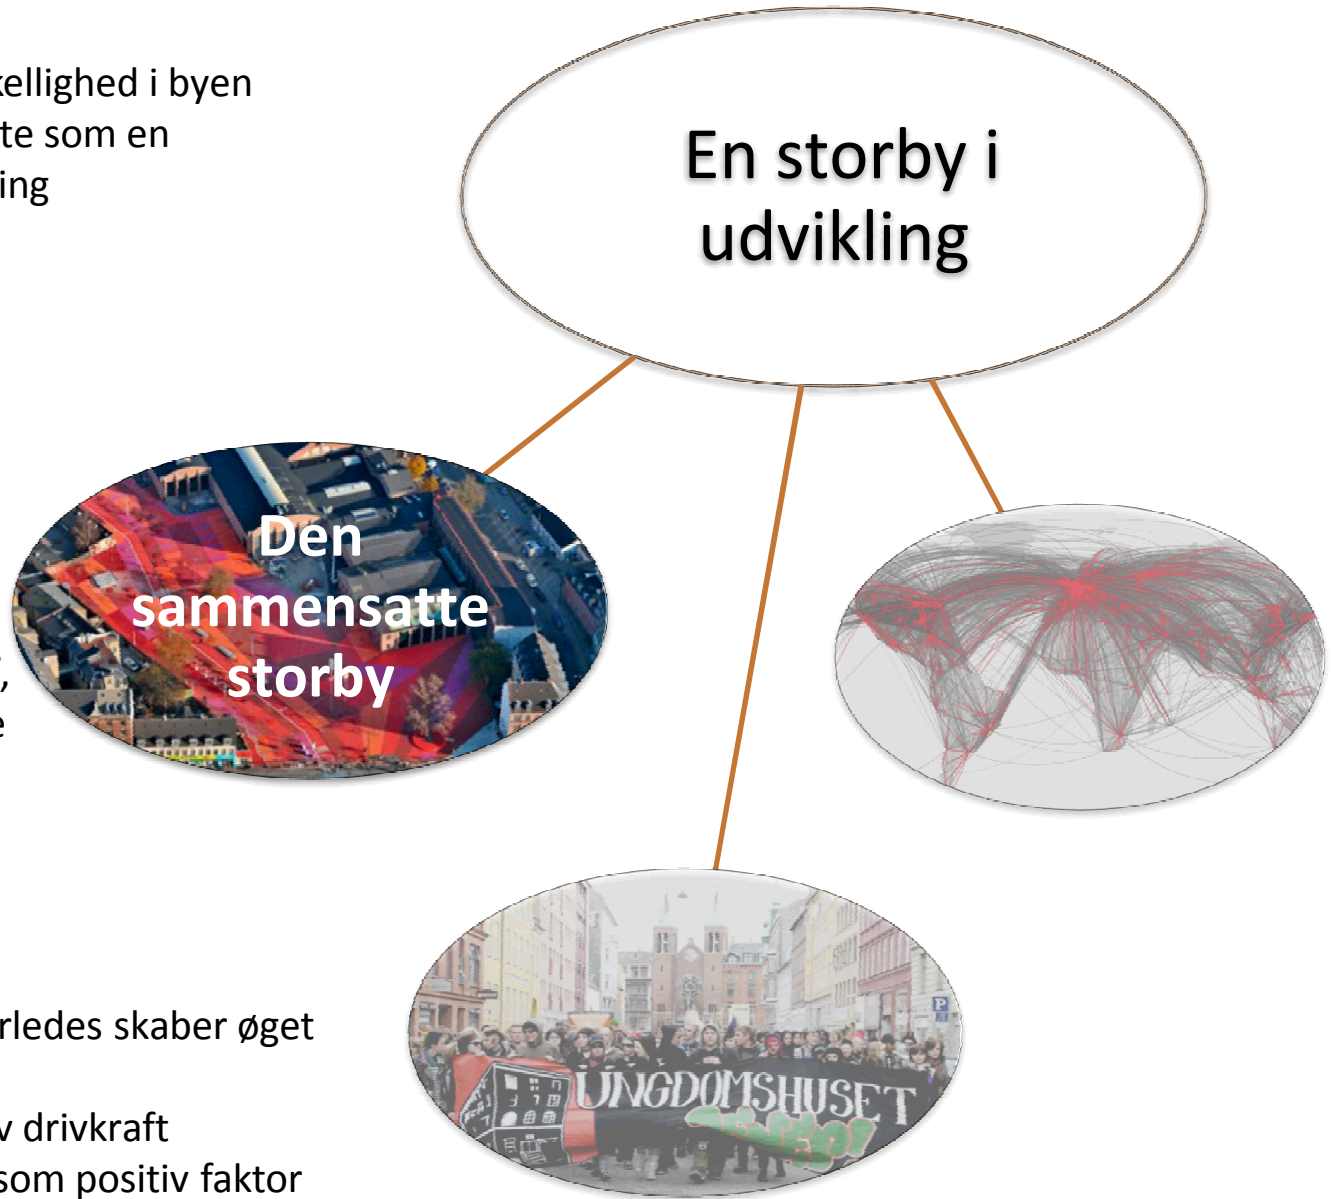 kellighed i byen
te som en
ing
En storby i
udvikling
Den
sammensatte
storby
,
e
rledes skaber øget
v drivkraft
som positiv faktor
UNGDOMSHUSET
P